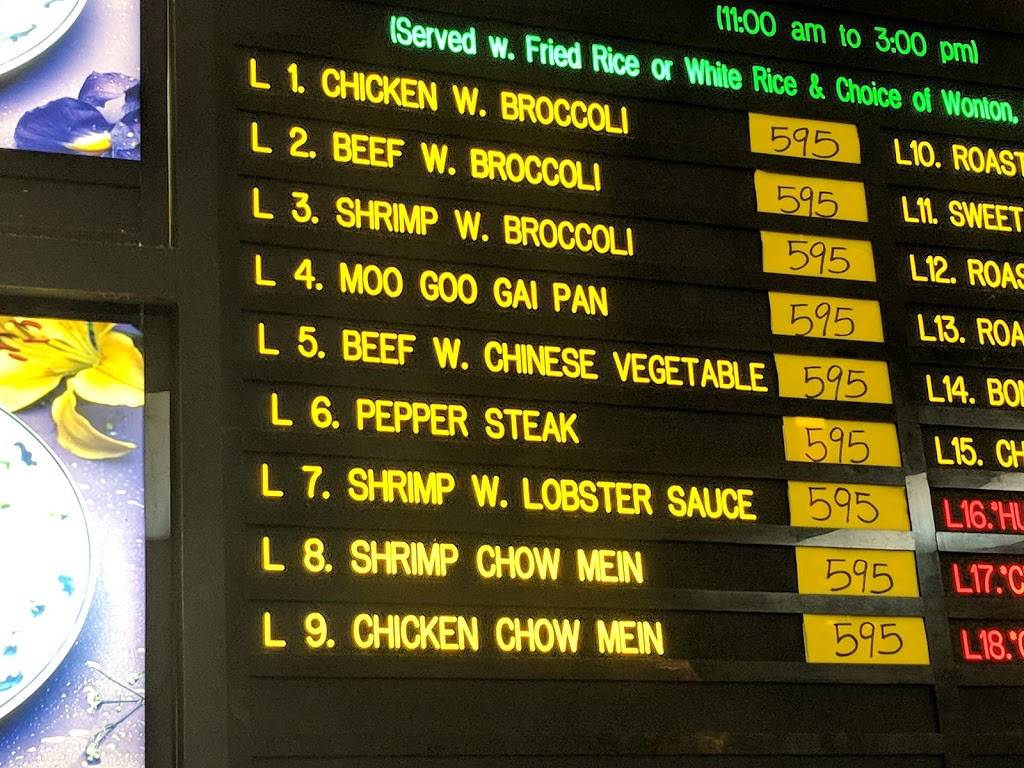 (11:00 am to 3:00 pm)
(Served w. Fried Rice or White Rice & Choice of Wonton,
L 1. CHICKEN W. BROCCOLI 595
L 2. BEEF W. BROCCOLI 595
L 3. SHRIMP W. BROCCOLI 595
L 4. MOO GOO GAI PAN 595
L 5. BEEF W. CHINESE VEGETABLE 595
L 6. PEPPER STEAK 595
L 7. SHRIMP W. LOBSTER SAUCE 595
L 8. SHRIMP CHOW MEIN 595
L 9. CHICKEN CHOW MEIN 595
L10. ROAST
L11. SWEET
L12. ROAS
L13. ROA
L14. BO
L15. CH
L16.*HU
L17.*C
L18.*